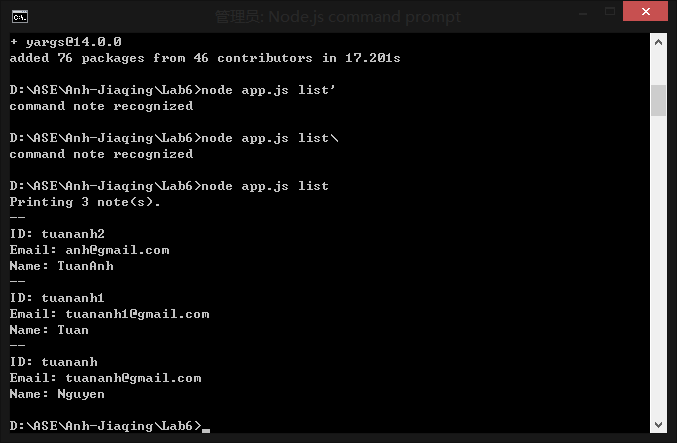 管理员: Node.js command prompt
+ yargs@14.0.0
added 76 packages from 46 contributors in 17.201s
D:\ASE\Anh-Jiaqing\Lab6>node app.js list'
command note recognized
D:\ASE\Anh-Jiaqing\Lab6>node app.js list\
command note recognized
D:\ASE\Anh-Jiaqing\Lab6>node app.js list
Printing 3 note(s).
--
ID: tuananh2
Email: anh@gmail.com
Name: TuanAnh
--
ID: tuananh1
Email: tuananh1@gmail.com
Name: Tuan
--
ID: tuananh
Email: tuananh@gmail.com
Name: Nguyen
D:\ASE\Anh-Jiaqing\Lab6>